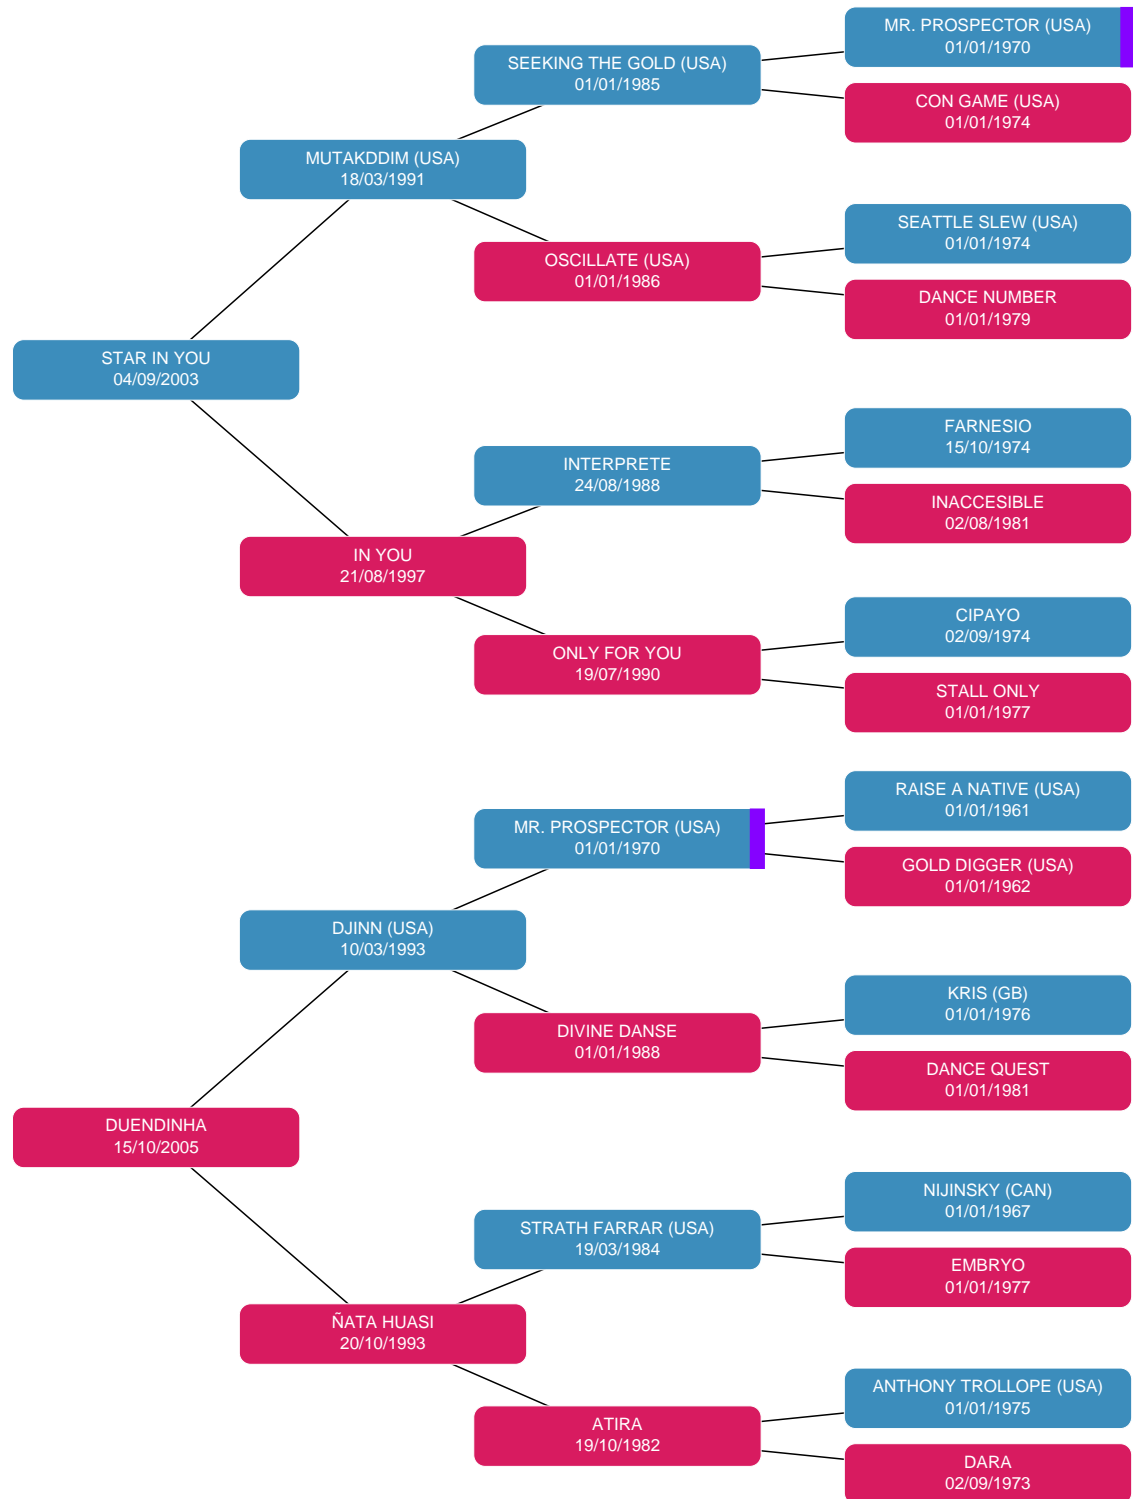 MR. PROSPECTOR (USA)
01/01/1970
SEEKING THE GOLD (USA)
01/01/1985
CON GAME (USA)
01/01/1974
MUTAKDDIM (USA)
18/03/1991
SEATTLE SLEW (USA)
01/01/1974
OSCILLATE (USA)
01/01/1986
DANCE NUMBER
01/01/1979
STAR IN YOU
04/09/2003
FARNESIO
15/10/1974
INTERPRETE
24/08/1988
INACCESIBLE
02/08/1981
IN YOU
21/08/1997
CIPAYO
02/09/1974
ONLY FOR YOU
19/07/1990
STALL ONLY
01/01/1977
RAISE A NATIVE (USA)
01/01/1961
MR. PROSPECTOR (USA)
01/01/1970
GOLD DIGGER (USA)
01/01/1962
DJINN (USA)
10/03/1993
KRIS (GB)
01/01/1976
DIVINE DANSE
01/01/1988
DANCE QUEST
01/01/1981
DUENDINHA
15/10/2005
NIJINSKY (CAN)
01/01/1967
STRATH FARRAR (USA)
19/03/1984
EMBRYO
01/01/1977
ÑATA HUASI
20/10/1993
ANTHONY TROLLOPE (USA)
01/01/1975
ATIRA
19/10/1982
DARA
02/09/1973